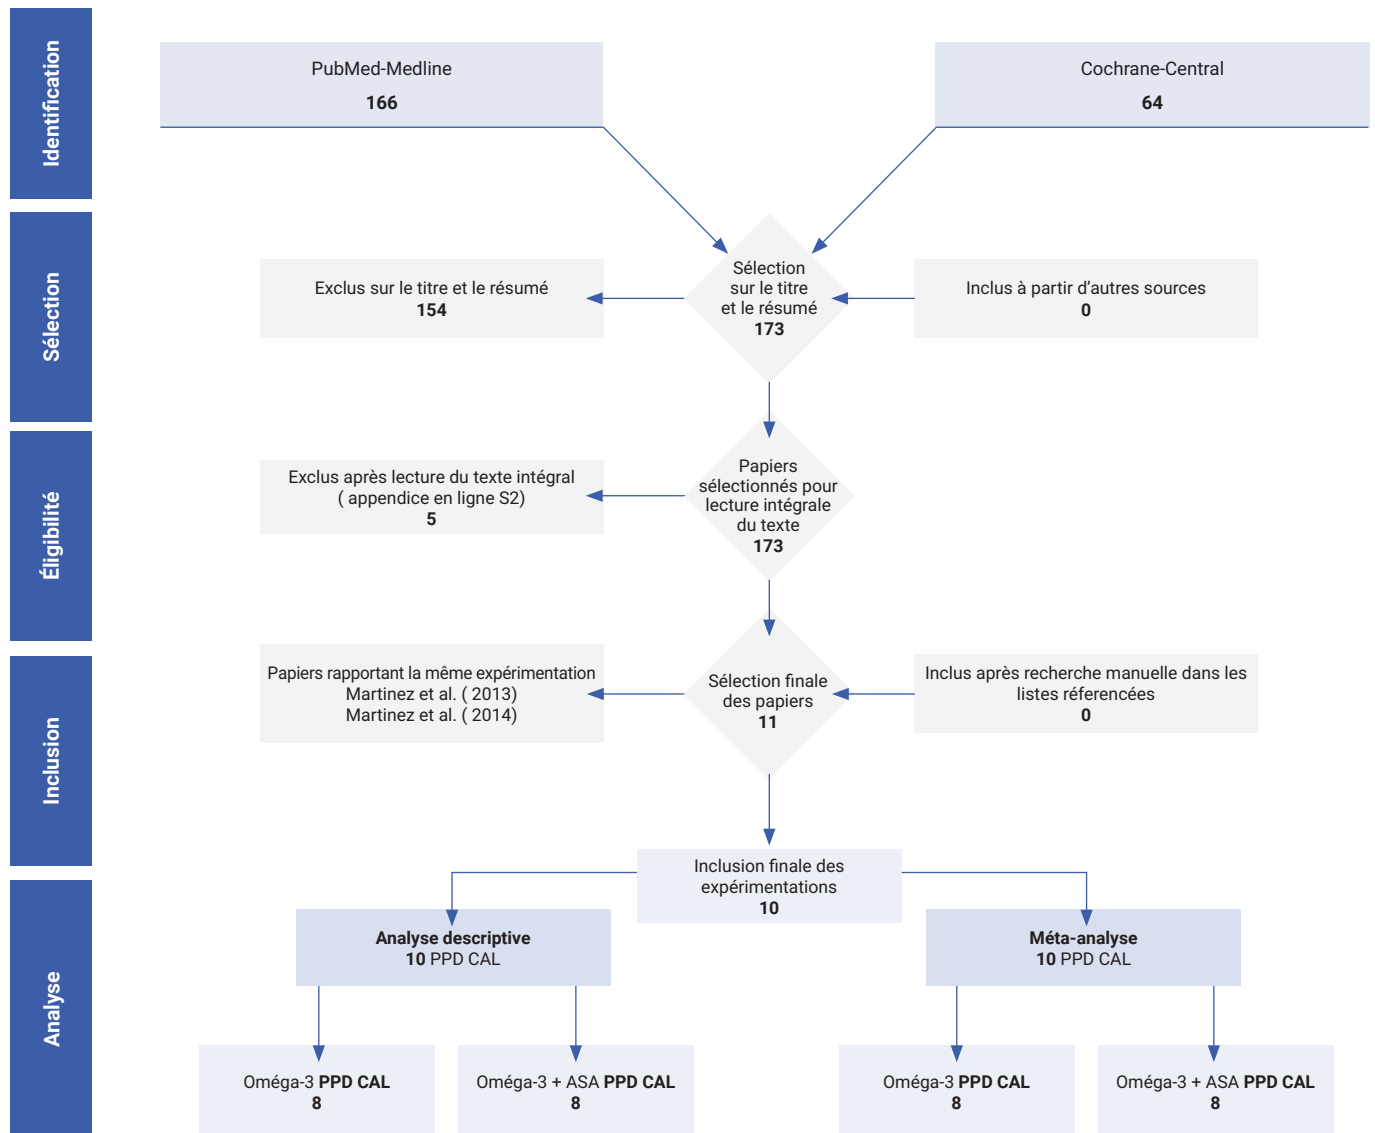 Identification
PubMed-Medline
166
Cochrane-Central
64
Sélection
Exclus sur le titre et le résumé
154
Sélection
sur le titre
et le résumé
173
Inclus à partir d'autres sources
0
Éligibilité
Exclus après lecture du texte intégral
( appendice en ligne S2)
5
Papiers
sélectionnés pour
lecture intégrale
du texte
173
Inclusion
Papiers rapportant la même expérimentation
Martinez et al. ( 2013)
Martinez et al. ( 2014)
Sélection finale
des papiers
11
Inclus après recherche manuelle dans les
listes réferencées
0
Analyse
Inclusion finale des
expérimentations
10
Analyse descriptive
10 PPD CAL
Méta-analyse
10 PPD CAL
Oméga-3 PPD CAL
8
Oméga-3 + ASA PPD CAL
8
Oméga-3 PPD CAL
8
Oméga-3 + ASA PPD CAL
8